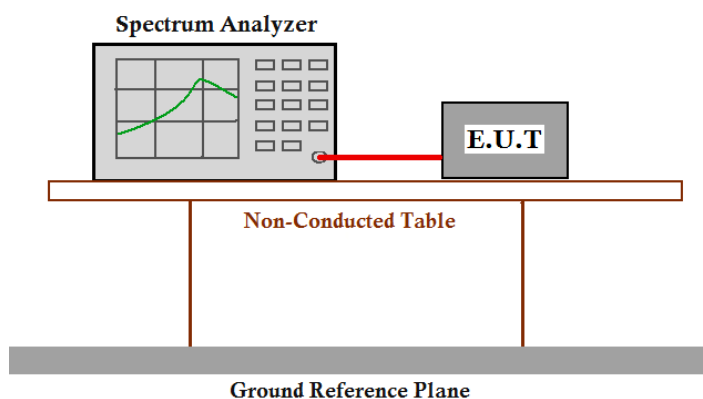 Spectrum Analyzer
E.U.T
Non-Conducted Table
Ground Reference Plane